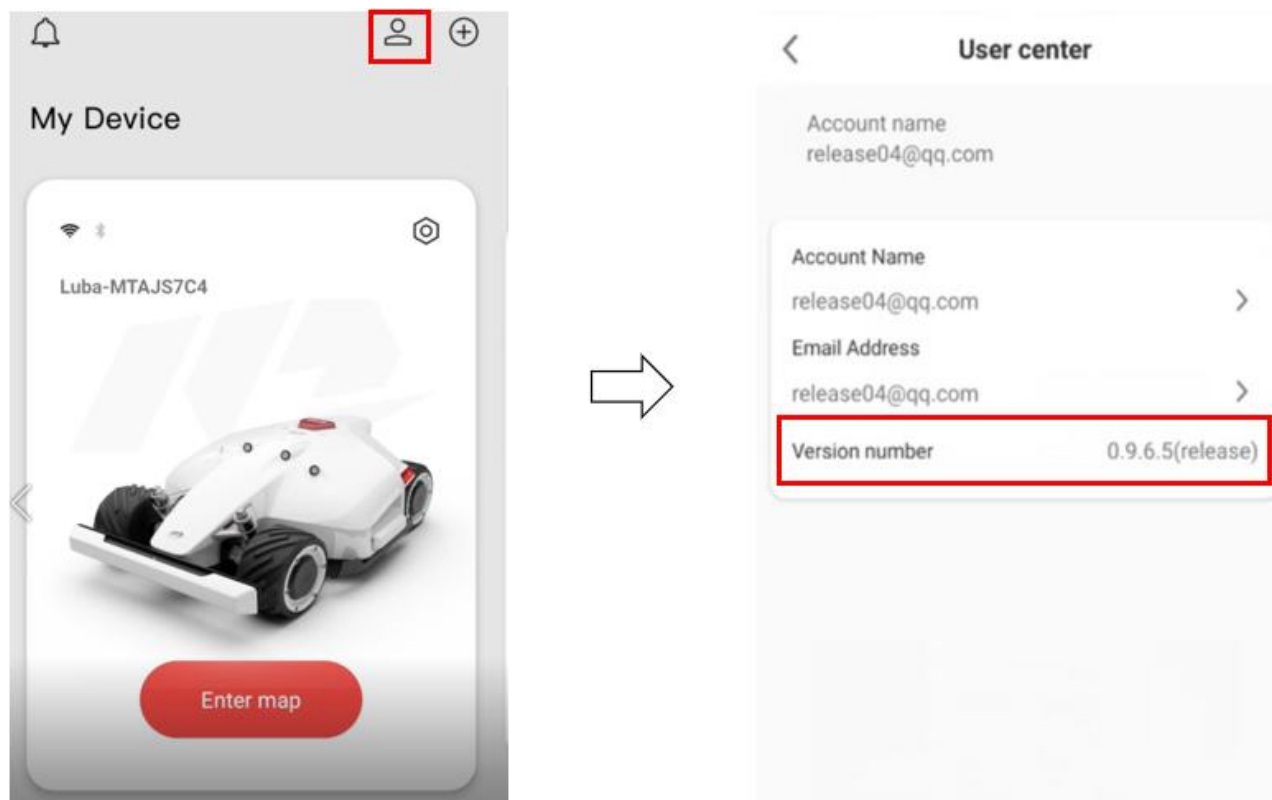 My Device
Luba-MTAJS7C4
Enter map
User center
Account name
release04@qq.com
Account Name
release04@qq.com
Email Address
release04@qq.com
Version number 0.9.6.5(release)